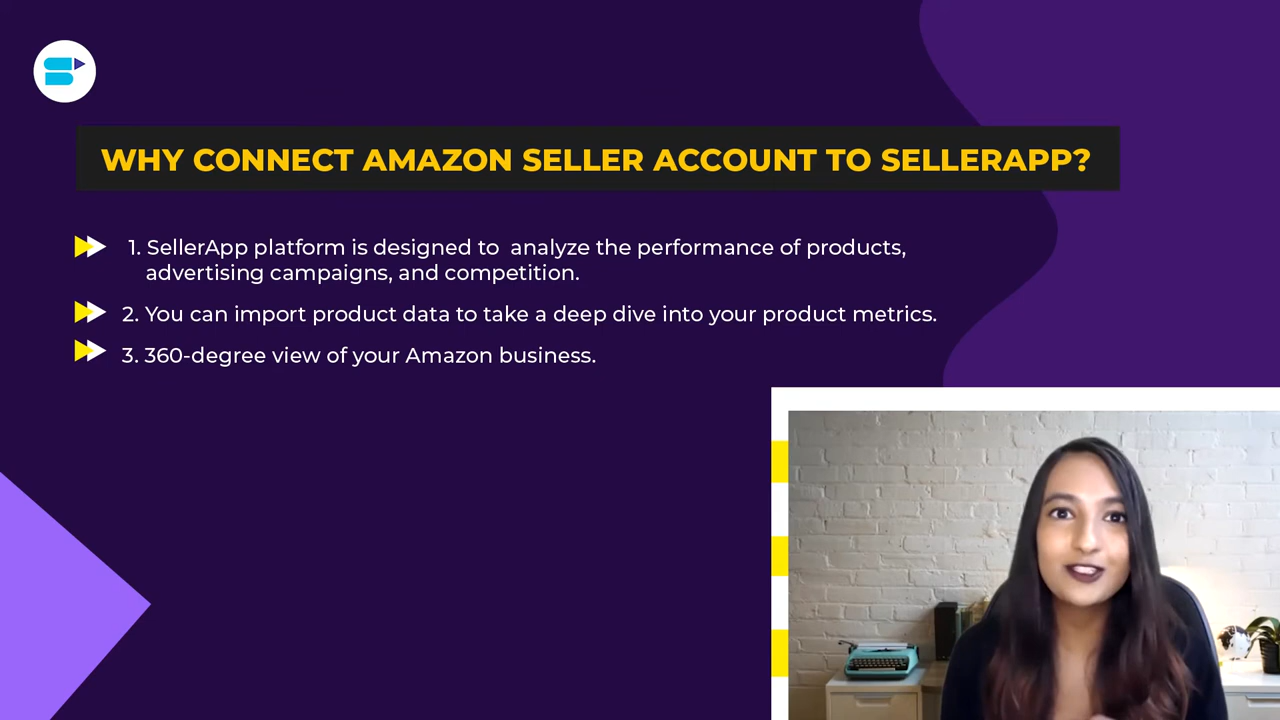 WHY CONNECT AMAZON SELLER ACCOUNT TO SELLERAPP?
1. SellerApp platform is designed to analyze the performance of products,
advertising campaigns, and competition.
2. You can import product data to take a deep dive into your product metrics.
3. 360-degree view of your Amazon business.